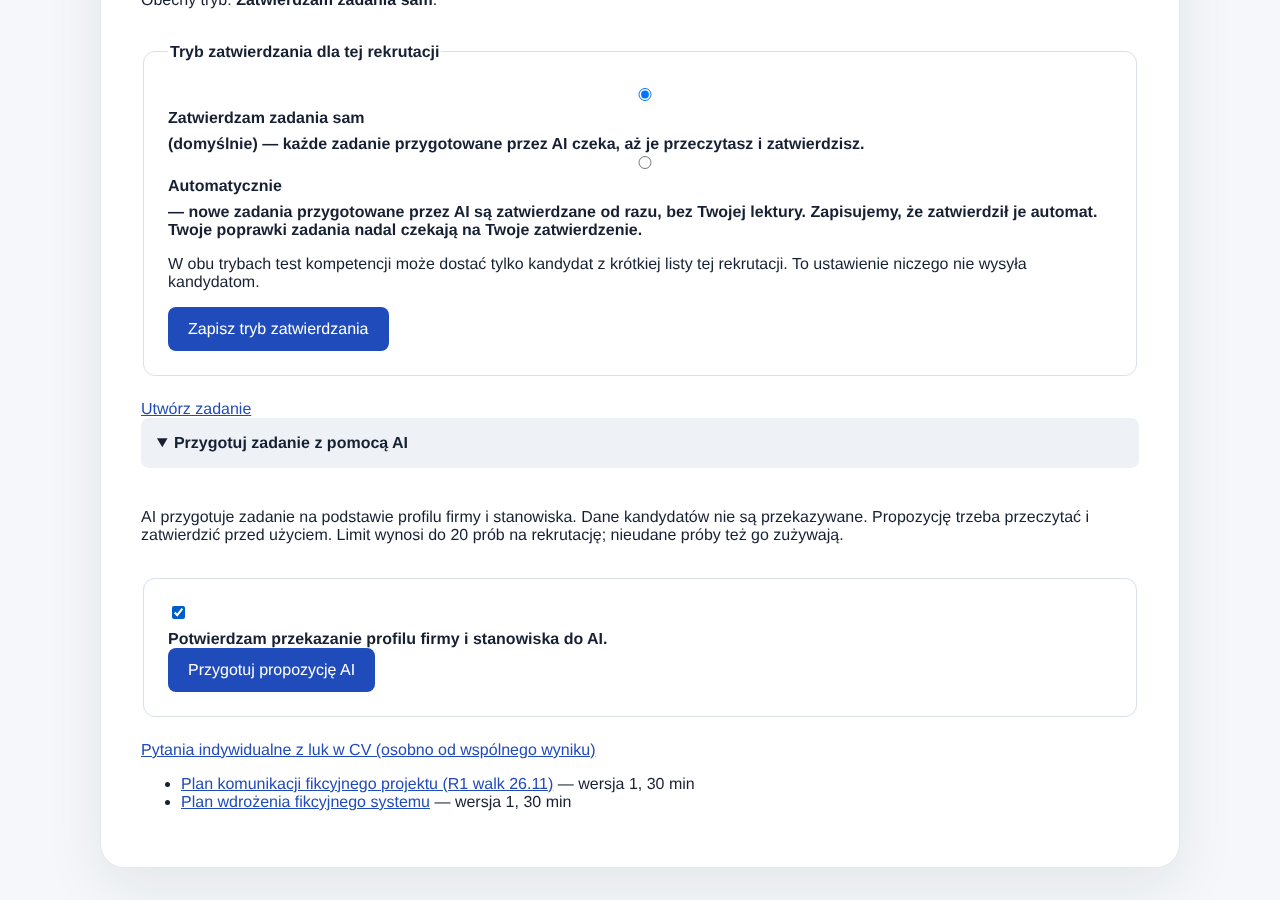 Obecny tryb: Zatwierdzam zadania sam.
Tryb zatwierdzania dla tej rekrutacji
Zatwierdzam zadania sam
(domyślnie) — każde zadanie przygotowane przez AI czeka, aż je przeczytasz i zatwierdzisz.
Automatycznie
— nowe zadania przygotowane przez AI są zatwierdzane od razu, bez Twojej lektury. Zapisujemy, że zatwierdził je automat.
Twoje poprawki zadania nadal czekają na Twoje zatwierdzenie.
W obu trybach test kompetencji może dostać tylko kandydat z krótkiej listy tej rekrutacji. To ustawienie niczego nie wysyła
kandydatom.
Zapisz tryb zatwierdzania
Utwórz zadanie
Przygotuj zadanie z pomocą AI
AI przygotuje zadanie na podstawie profilu firmy i stanowiska. Dane kandydatów nie są przekazywane. Propozycję trzeba przeczytać i
zatwierdzić przed użyciem. Limit wynosi do 20 prób na rekrutację; nieudane próby też go zużywają.
Potwierdzam przekazanie profilu firmy i stanowiska do AI.
Przygotuj propozycję AI
Pytania indywidualne z luk w CV (osobno od wspólnego wyniku)
• Plan komunikacji fikcyjnego projektu (R1 walk 26.11) — wersja 1, 30 min
• Plan wdrożenia fikcyjnego systemu — wersja 1, 30 min